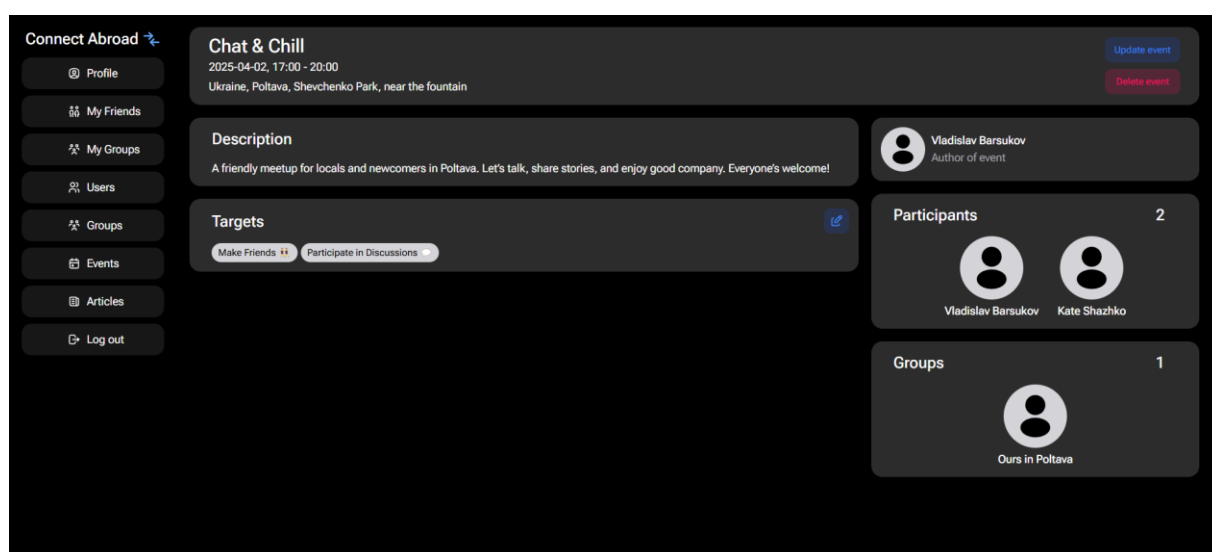 Connect Abroad
Profile
My Friends
My Groups
Users
Groups
Events
Articles
Log out
Chat & Chill
2025-04-02, 17:00 - 20:00
Ukraine, Poltava, Shevchenko Park, near the fountain
Update event
Delete event
Description
A friendly meetup for locals and newcomers in Poltava. Let's talk, share stories, and enjoy good company. Everyone's welcome!
Targets
Make Friends 👬
Participate in Discussions 💬
Vladislav Barsukov
Author of event
Participants 2
Vladislav Barsukov
Kate Shazhko
Groups 1
Ours in Poltava